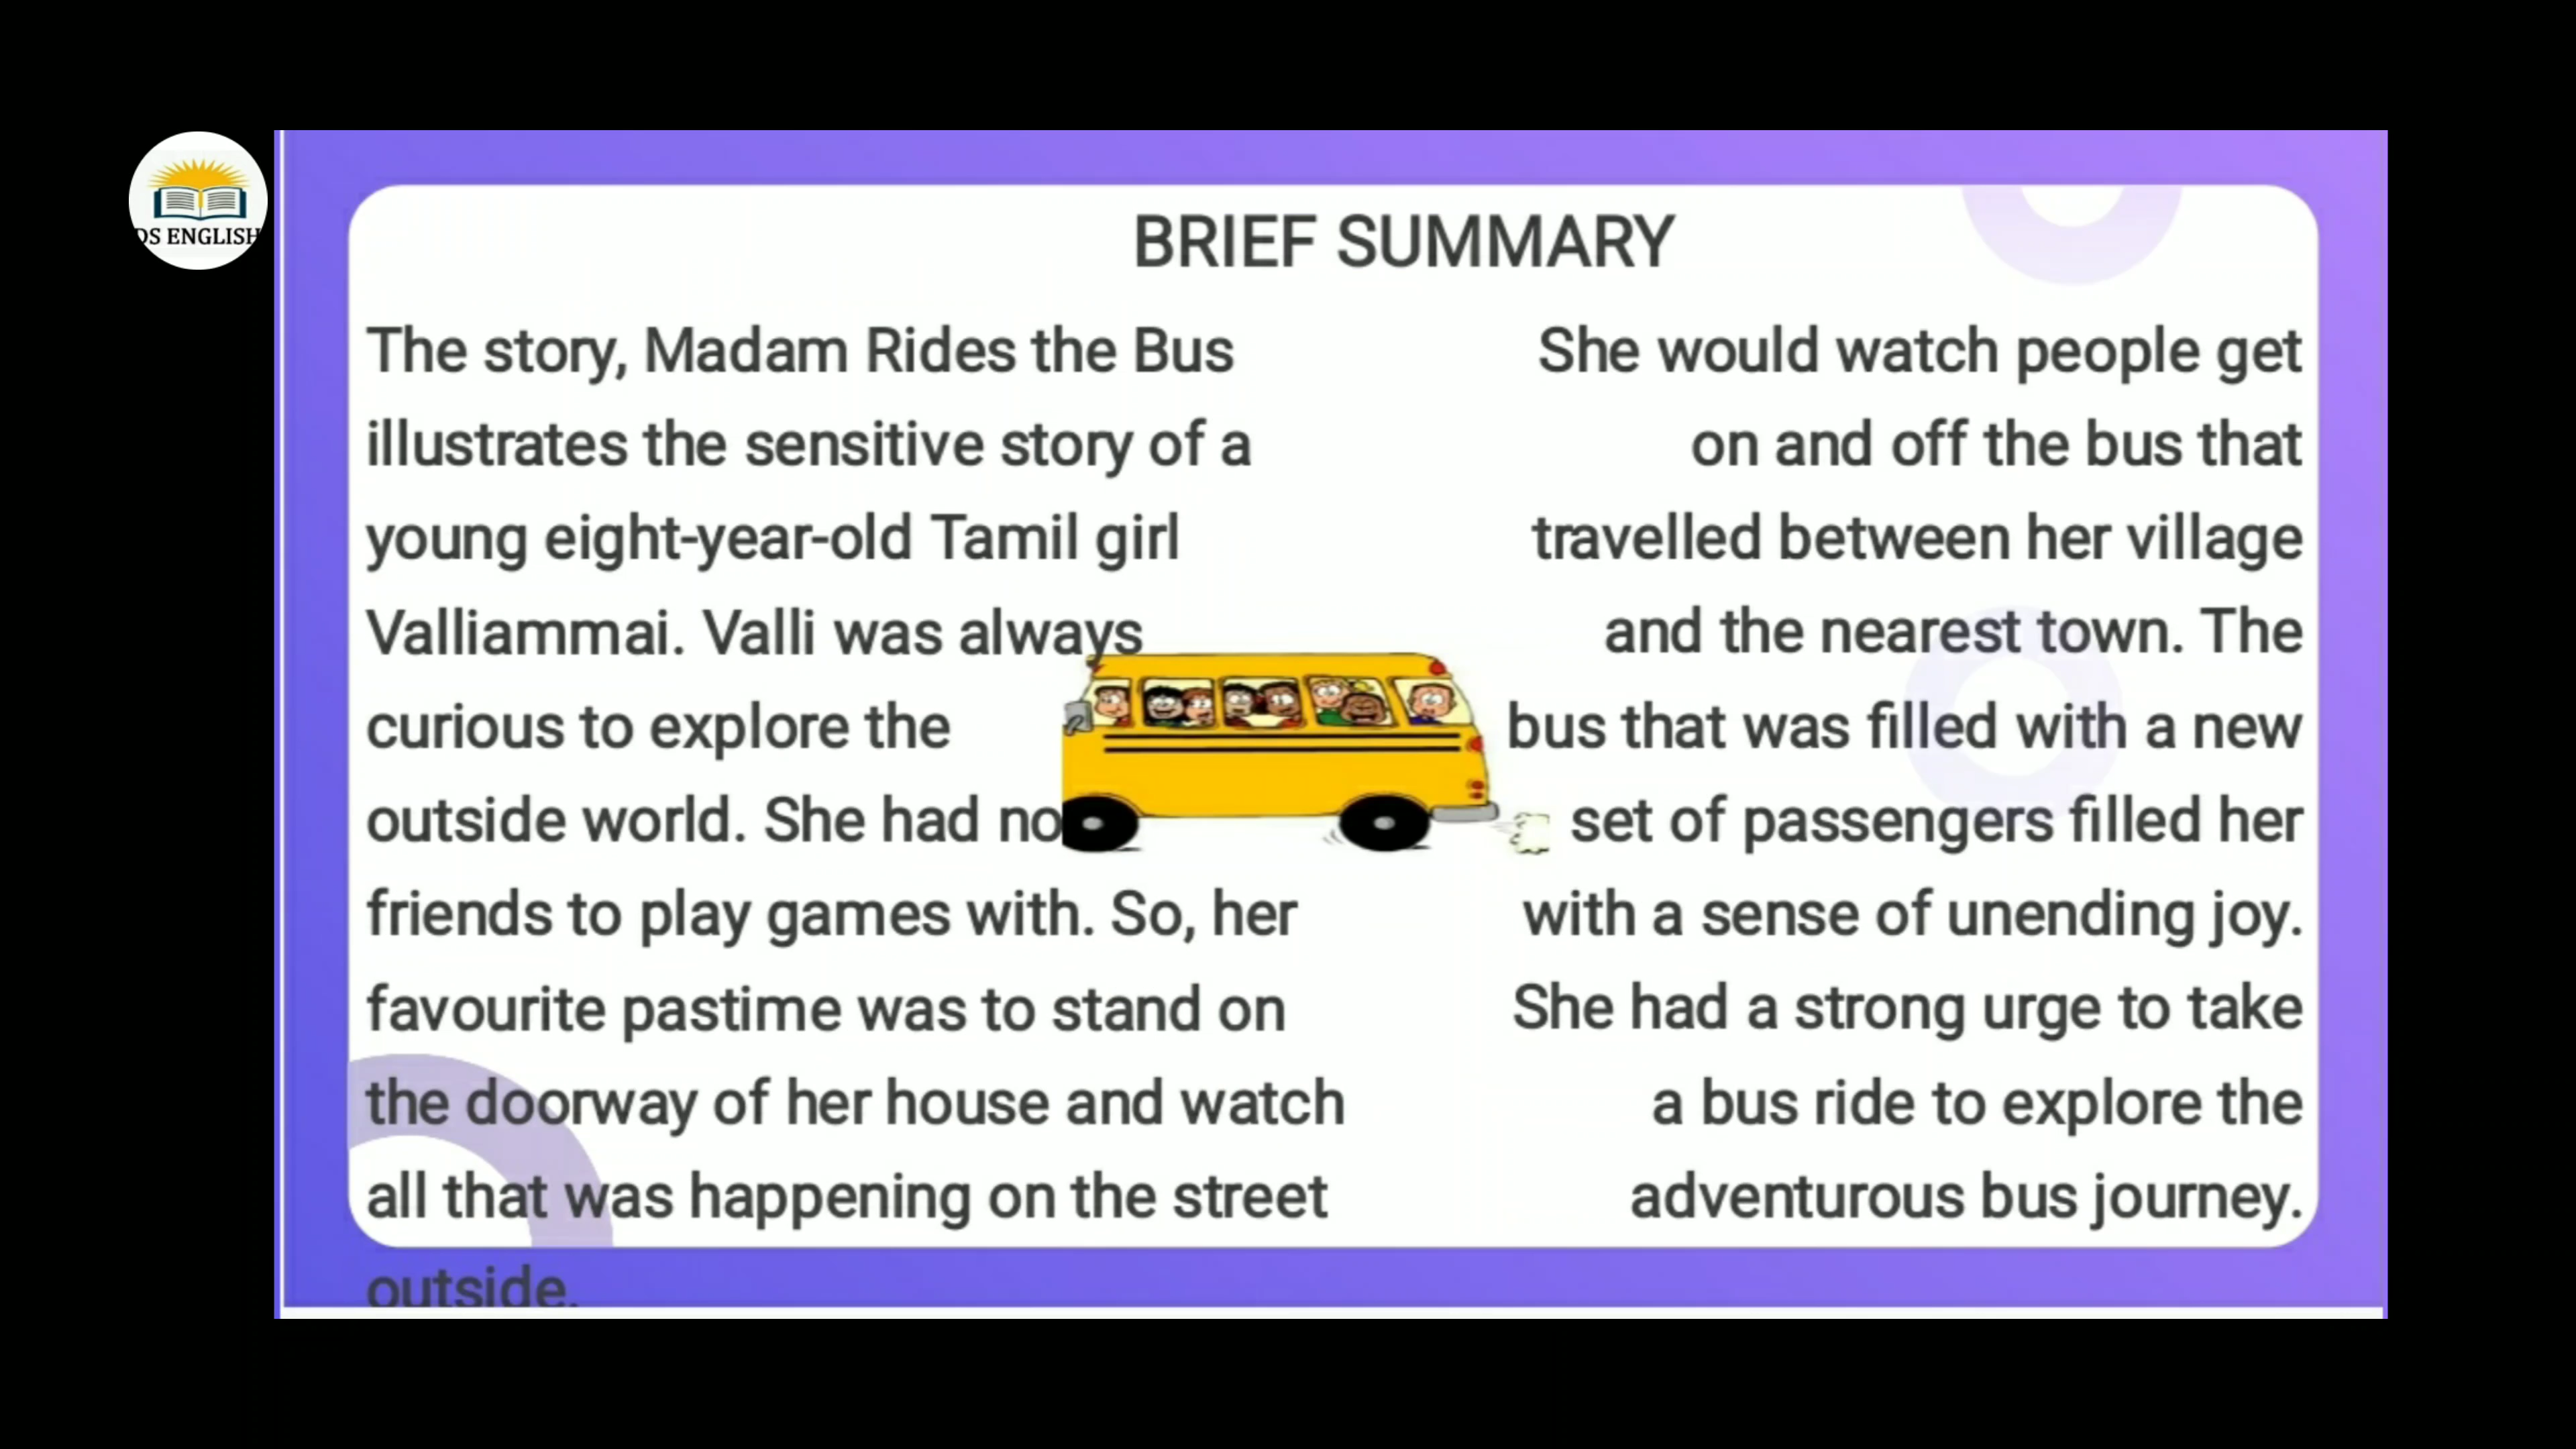 DS ENGLISH
BRIEF SUMMARY
The story, Madam Rides the Bus
illustrates the sensitive story of a
young eight-year-old Tamil girl
Valliammai. Valli was always
curious to explore the
outside world. She had no
friends to play games with. So, her
favourite pastime was to stand on
the doorway of her house and watch
all that was happening on the street
outside.
She would watch people get
on and off the bus that
travelled between her village
and the nearest town. The
bus that was filled with a new
set of passengers filled her
with a sense of unending joy.
She had a strong urge to take
a bus ride to explore the
adventurous bus journey.